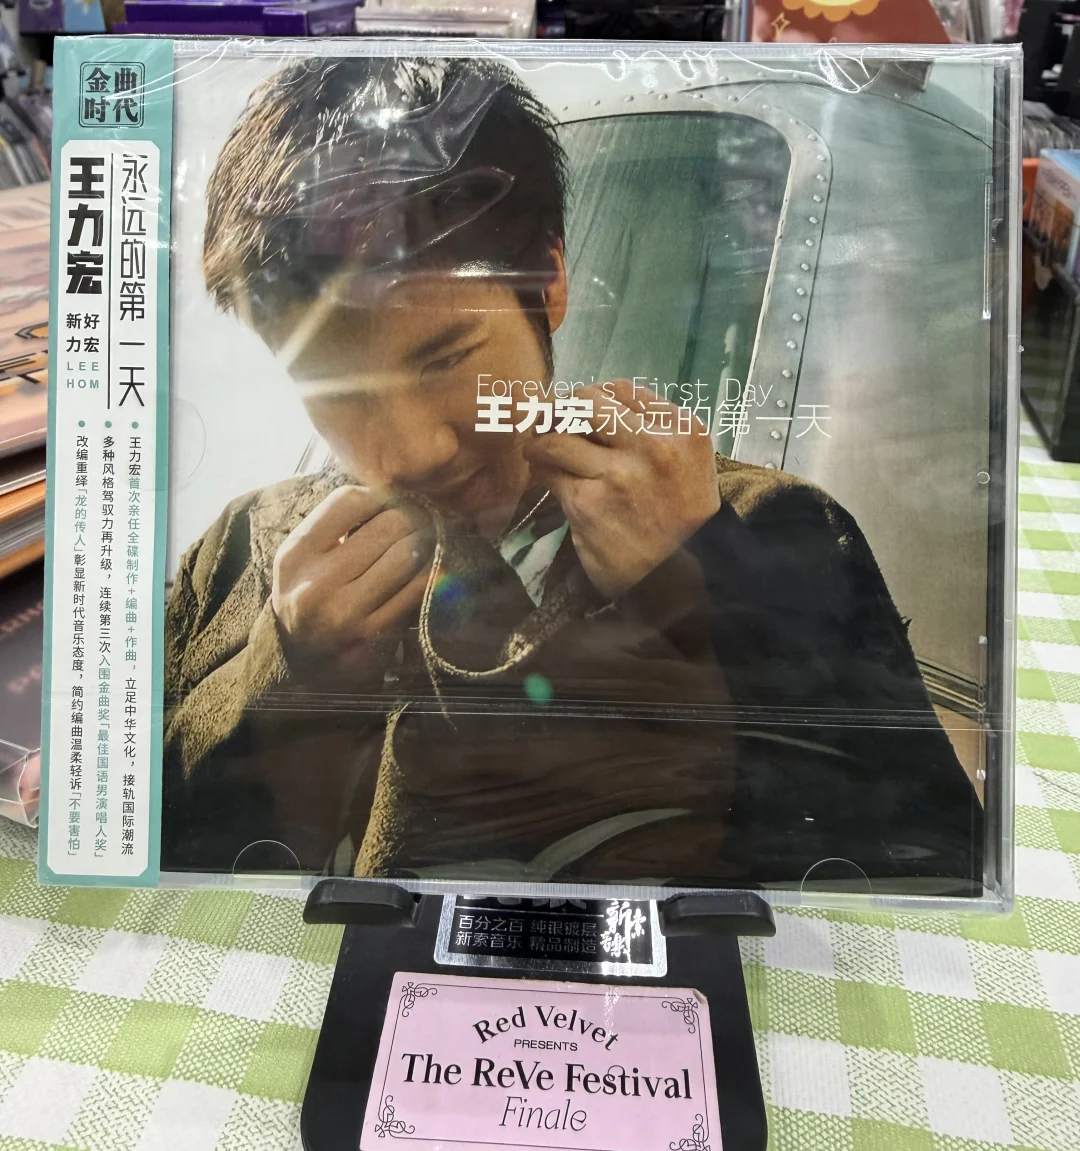 金曲
时代
永远的第一天
王力宏
新好
力宏
LEE
HOM
王力宏首次亲任全碟制作+编曲+作曲，立足中华文化，接轨国际潮流
多种风格驾驭力再升级，连续第三次入围金曲奖「最佳国语男演唱人奖」
改编重绎「龙的传人」彰显新时代音乐态度，简约编曲温柔轻诉「不要害怕」
Forever's First Day
王力宏永远的第一天
百分之百 纯银镀层
新索音乐 精品制造
新索音樂
Red Velvet
PRESENTS
The ReVe Festival
Finale